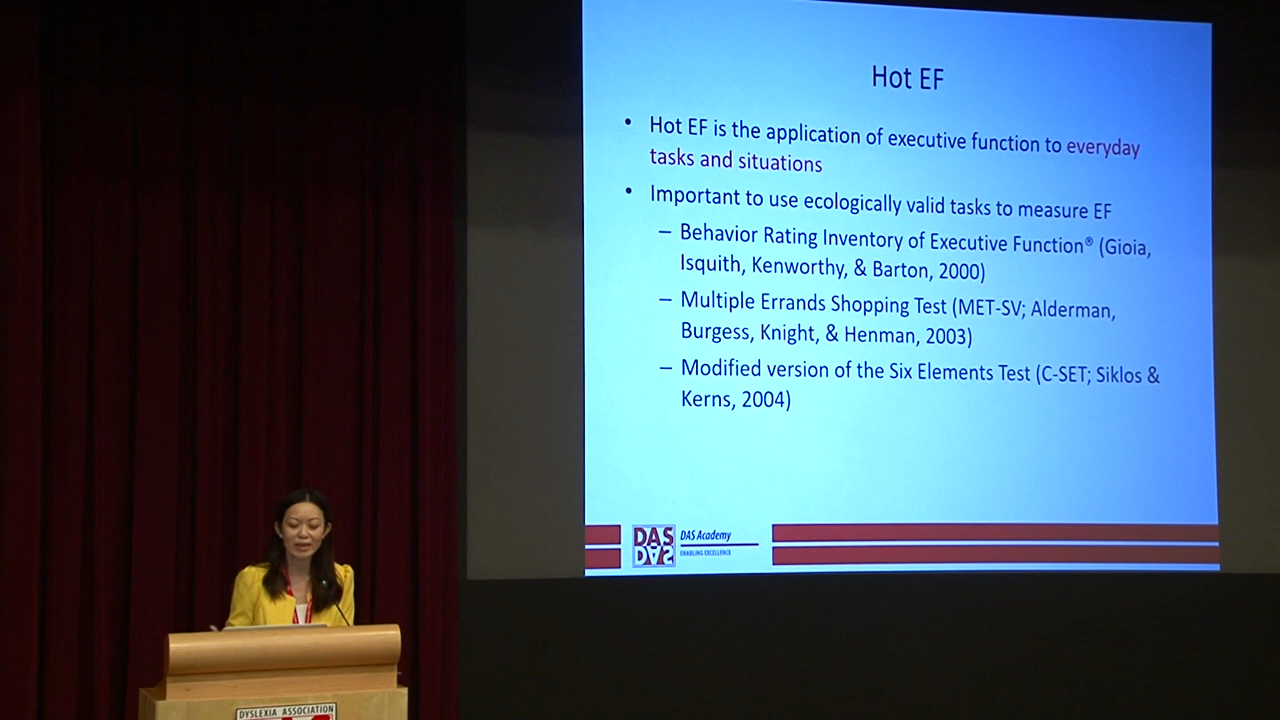 Hot EF
• Hot EF is the application of executive function to everyday
tasks and situations
• Important to use ecologically valid tasks to measure EF
– Behavior Rating Inventory of Executive Function® (Gioia,
Isquith, Kenworthy, & Barton, 2000)
– Multiple Errands Shopping Test (MET-SV; Alderman,
Burgess, Knight, & Henman, 2003)
– Modified version of the Six Elements Test (C-SET; Siklos &
Kerns, 2004)
DAS
DAS
DAS Academy
ENABLING EXCELLENCE
DYSLEXIA ASSOCIATION